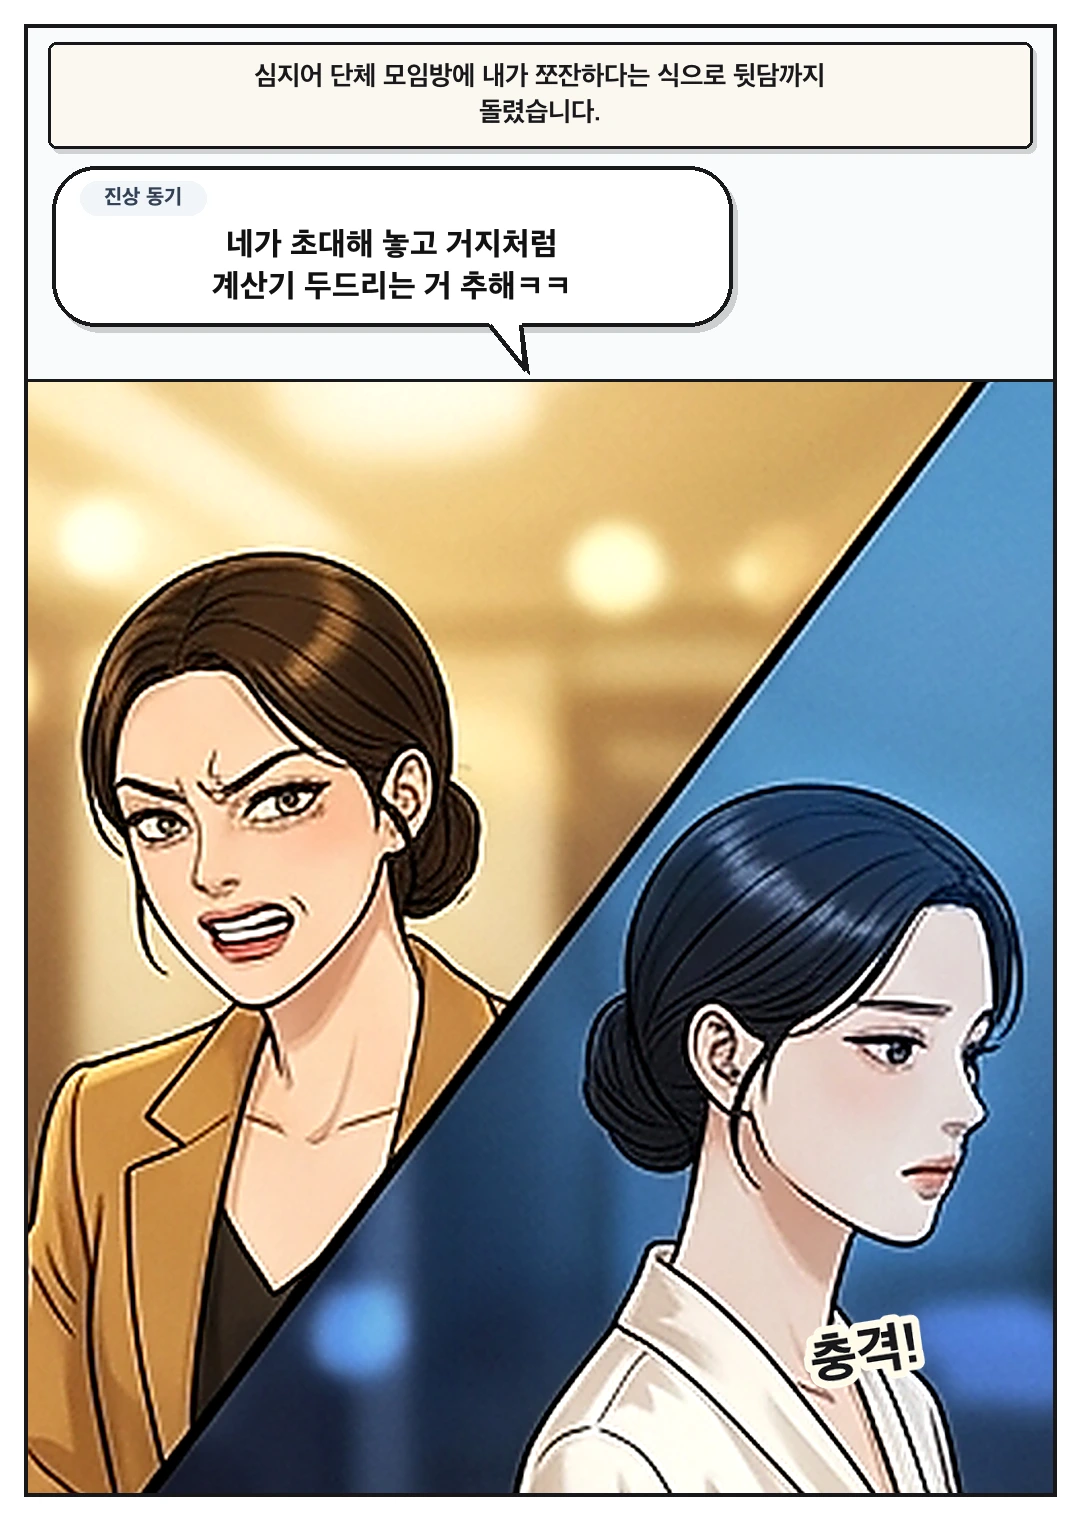 심지어 단체 모임방에 내가 쪼잔하다는 식으로 뒷담까지
돌렸습니다.
진상 동기
네가 초대해 놓고 거지처럼
계산기 두드리는 거 추해ㅋㅋ
충격!